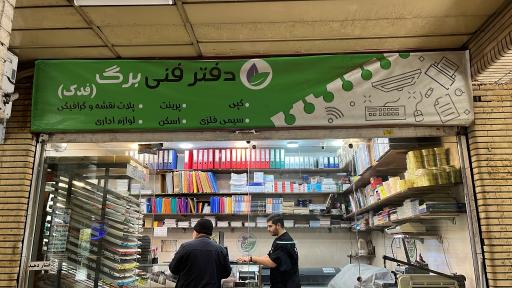 دفتر فنی برگ (فدک)
• کپی • پرینت • پلات نقشه و گرافیکی
• سیمی فلزی • اسکن • لوازم اداری